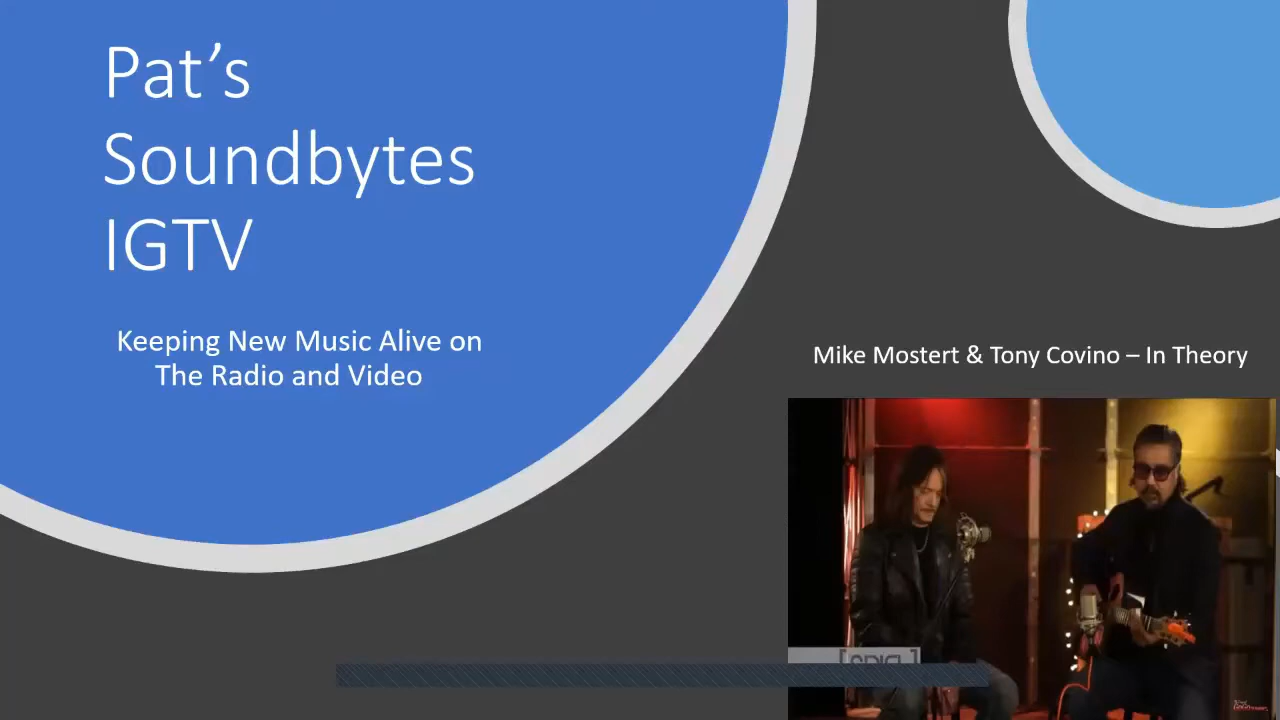 Pat’s
Soundbytes
IGTV
Keeping New Music Alive on
The Radio and Video
Mike Mostert & Tony Covino – In Theory